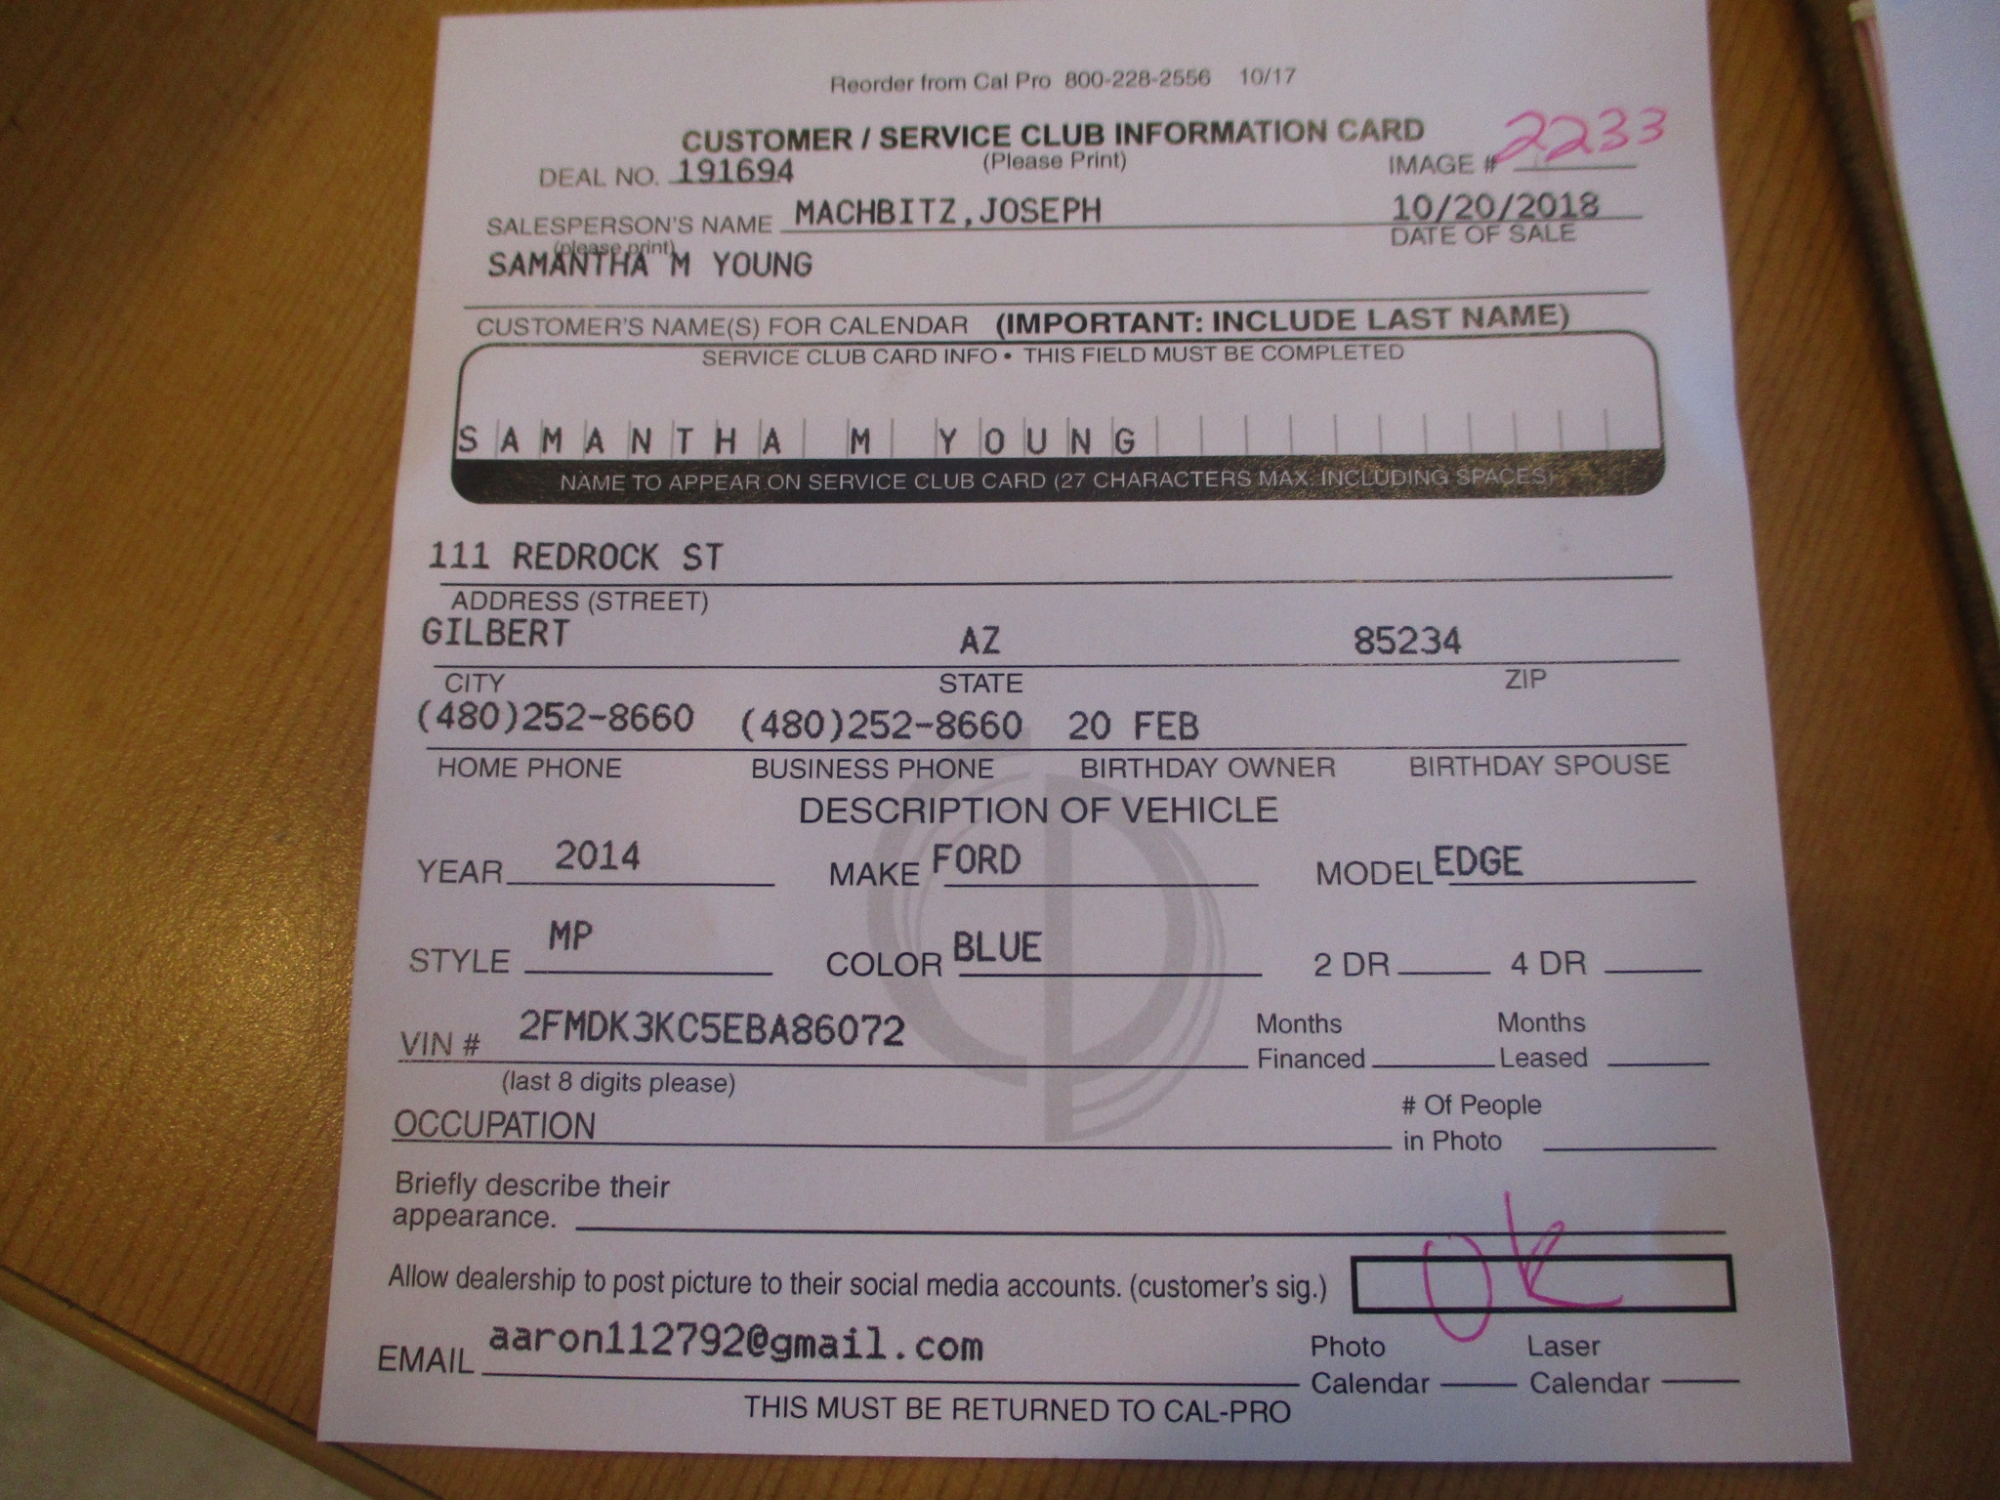 Reorder from Cal Pro 800-228-2556 10/17
CUSTOMER / SERVICE CLUB INFORMATION CARD
(Please Print)
DEAL NO. 191694 IMAGE # 2233
SALESPERSON'S NAME MACHBITZ,JOSEPH 10/20/2018
(please print) DATE OF SALE
SAMANTHA M YOUNG
CUSTOMER'S NAME(S) FOR CALENDAR (IMPORTANT: INCLUDE LAST NAME)
SERVICE CLUB CARD INFO • THIS FIELD MUST BE COMPLETED
SAMANTHA M YOUNG
NAME TO APPEAR ON SERVICE CLUB CARD (27 CHARACTERS MAX. INCLUDING SPACES)
111 REDROCK ST
ADDRESS (STREET)
GILBERT AZ 85234
CITY STATE ZIP
(480)252-8660 (480)252-8660 20 FEB
HOME PHONE BUSINESS PHONE BIRTHDAY OWNER BIRTHDAY SPOUSE
DESCRIPTION OF VEHICLE
YEAR 2014 MAKE FORD MODEL EDGE
STYLE MP COLOR BLUE 2 DR 4 DR
VIN # 2FMDK3KC5EBA86072 Months Financed Months Leased
(last 8 digits please)
OCCUPATION # Of People in Photo
Briefly describe their
appearance.
Allow dealership to post picture to their social media accounts. (customer's sig.) OK
EMAIL aaron112792@gmail.com Photo Calendar Laser Calendar
THIS MUST BE RETURNED TO CAL-PRO